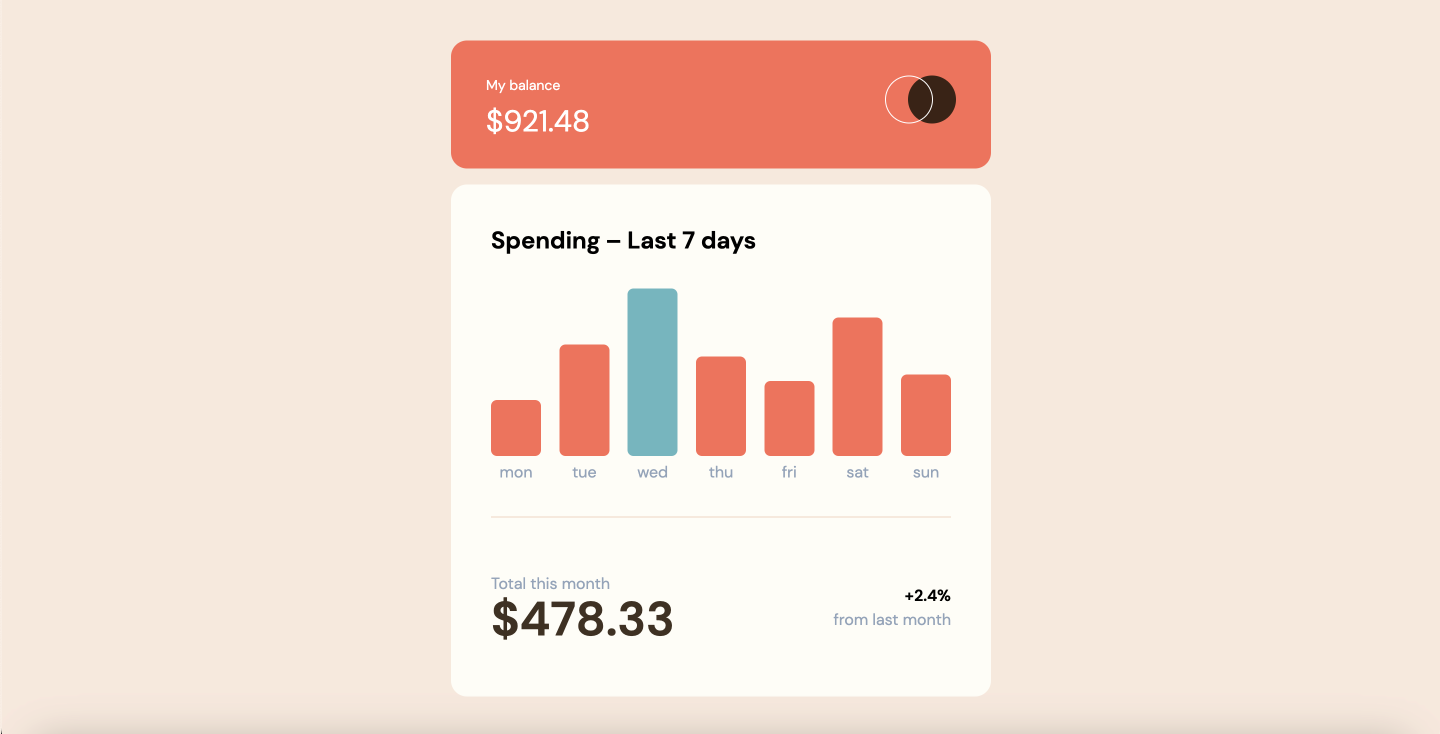 My balance
$921.48
Spending – Last 7 days
mon tue wed thu fri sat sun
Total this month
$478.33
+2.4%
from last month